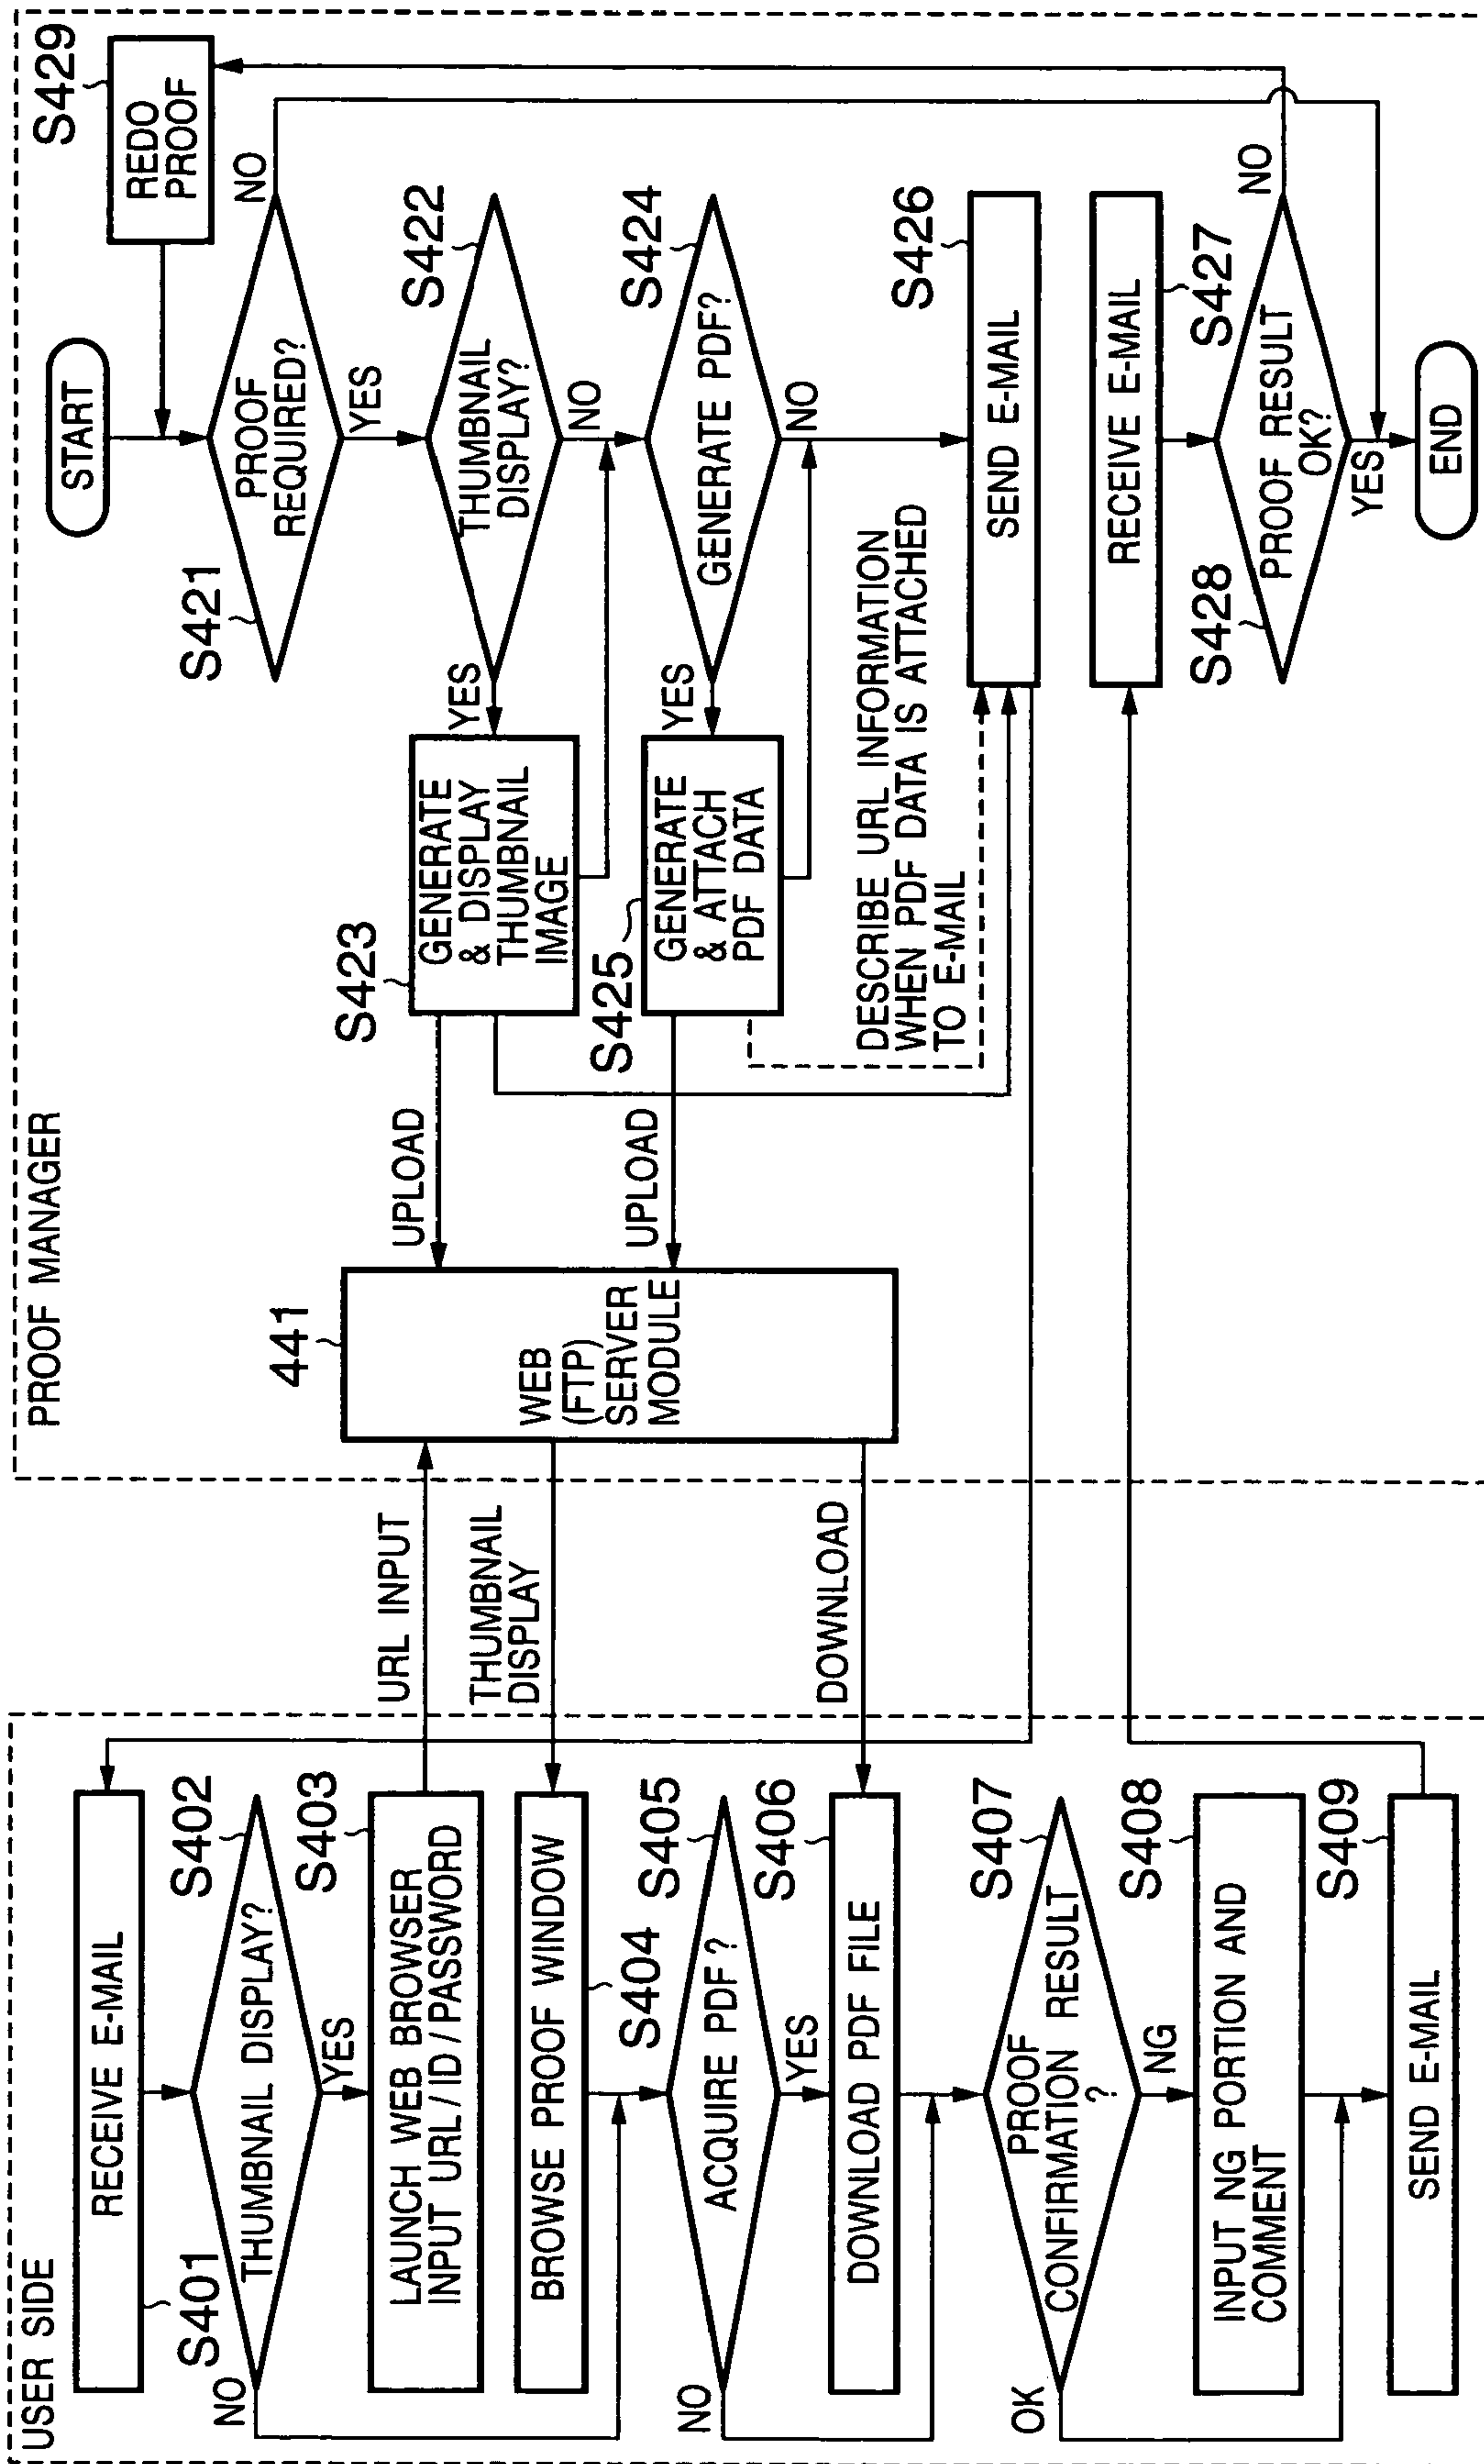 USER SIDE
RECEIVE E-MAIL
S401
THUMBNAIL DISPLAY?
S402
NO
YES
LAUNCH WEB BROWSER
INPUT URL / ID / PASSWORD
S403
BROWSE PROOF WINDOW
S404
ACQUIRE PDF ?
S405
NO
YES
DOWNLOAD PDF FILE
S406
PROOF
CONFIRMATION RESULT
?
S407
OK
NG
INPUT NG PORTION AND
COMMENT
S408
SEND E-MAIL
S409
URL INPUT
THUMBNAIL
DISPLAY
DOWNLOAD
PROOF MANAGER
441
WEB
(FTP)
SERVER
MODULE
UPLOAD
UPLOAD
START
S429
REDO
PROOF
S421
PROOF
REQUIRED?
NO
YES
S422
THUMBNAIL
DISPLAY?
YES
NO
S423
GENERATE
& DISPLAY
THUMBNAIL
IMAGE
S424
GENERATE PDF?
YES
NO
S425
GENERATE
& ATTACH
PDF DATA
DESCRIBE URL INFORMATION
WHEN PDF DATA IS ATTACHED
TO E-MAIL
S426
SEND E-MAIL
RECEIVE E-MAIL
S427
S428
PROOF RESULT
OK?
NO
YES
END